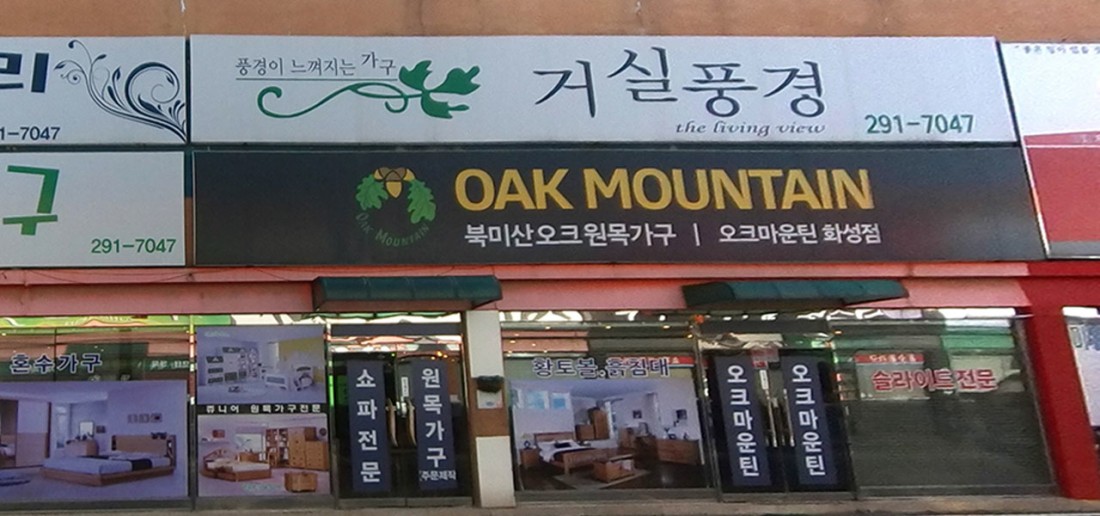 리
1-7047
풍경이 느껴지는 가구
거실풍경
the living view
291-7047
구
291-7047
OAK MOUNTAIN
OAK MOUNTAIN
북미산오크원목가구 | 오크마운틴 화성점
혼수가구
쥬니어 원목가구전문
쇼파전문
원목가구
주문제작
황토볼,흙침대
오크마운틴
오크마운틴
슬라이드전문